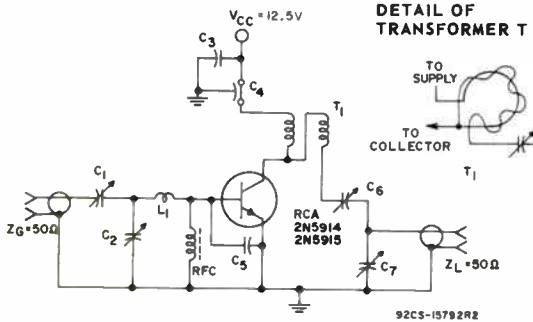 DETAIL OF
TRANSFORMER T
VCC = 12.5V
C3
C4
TO
SUPPLY
TO
COLLECTOR
T1
T1
C1
L1
C6
RCA
2N5914
2N5915
ZG=50Ω
C2
RFC
C5
C7
ZL=50Ω
92CS-15792R2